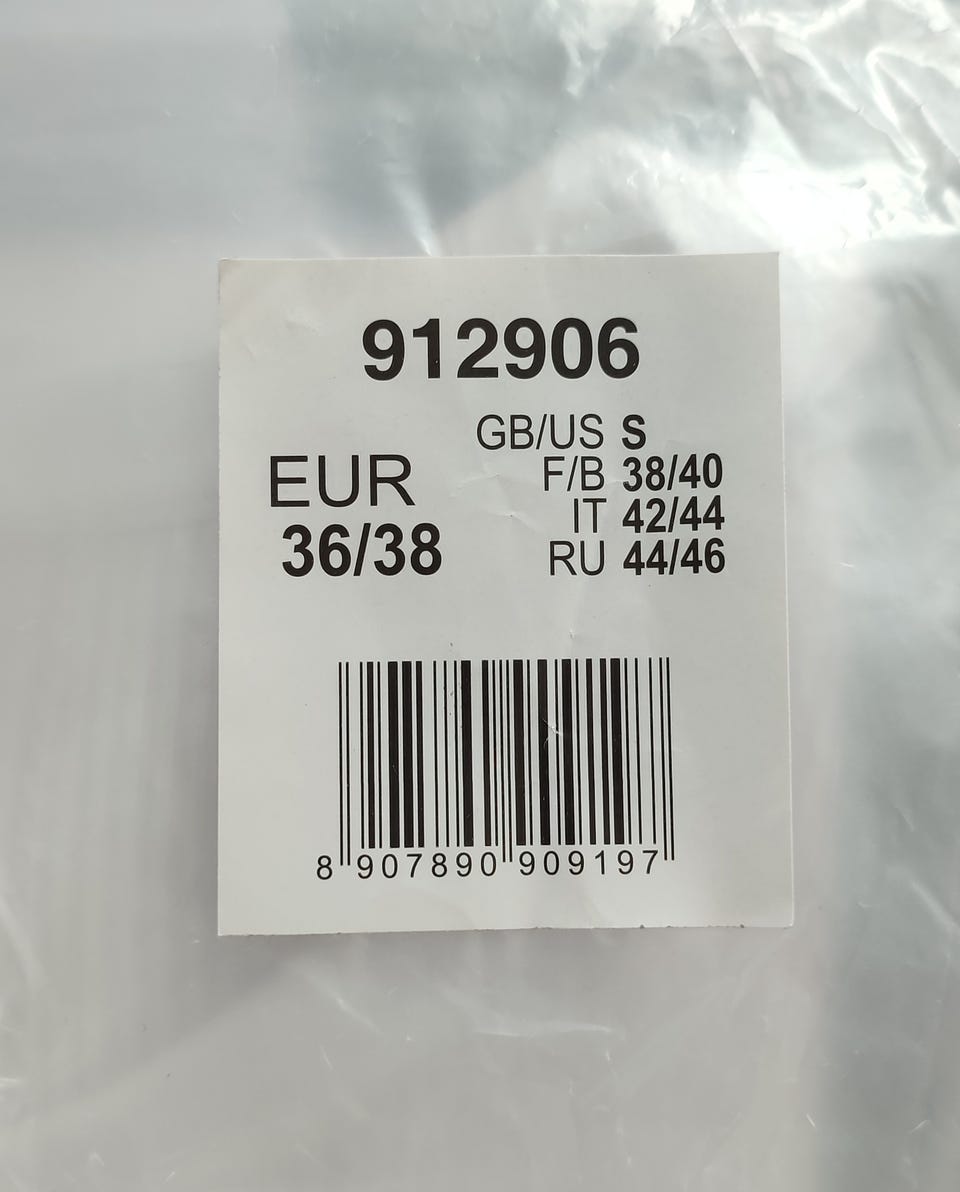 912906
EUR
36/38
GB/US S
F/B 38/40
IT 42/44
RU 44/46
8 907890 909197